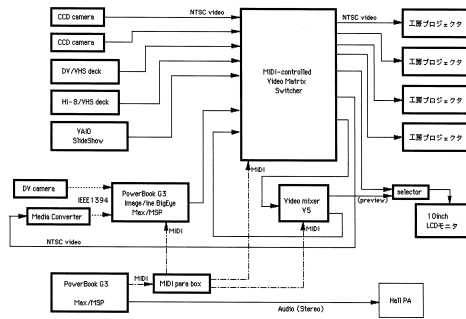 CCD camera
NTSC video
NTSC video
工房プロジェクタ
CCD camera
工房プロジェクタ
DY/YHS deck
MIDI-controlled
Video Matrix
Switcher
HI-8/YHS deck
工房プロジェクタ
YAIO
SlideShow
工房プロジェクタ
MIDI
DV camera
PowerBook G3
Image/ine BigEye
Max/MSP
IEEE1394
Media Converter
Video mixer
V5
selector
(preview)
10inch
LCDモニタ
MIDI
MIDI
NTSC video
PowerBook G3
Max/MSP
MIDI
MIDI para box
Audio (Stereo)
Hall PA